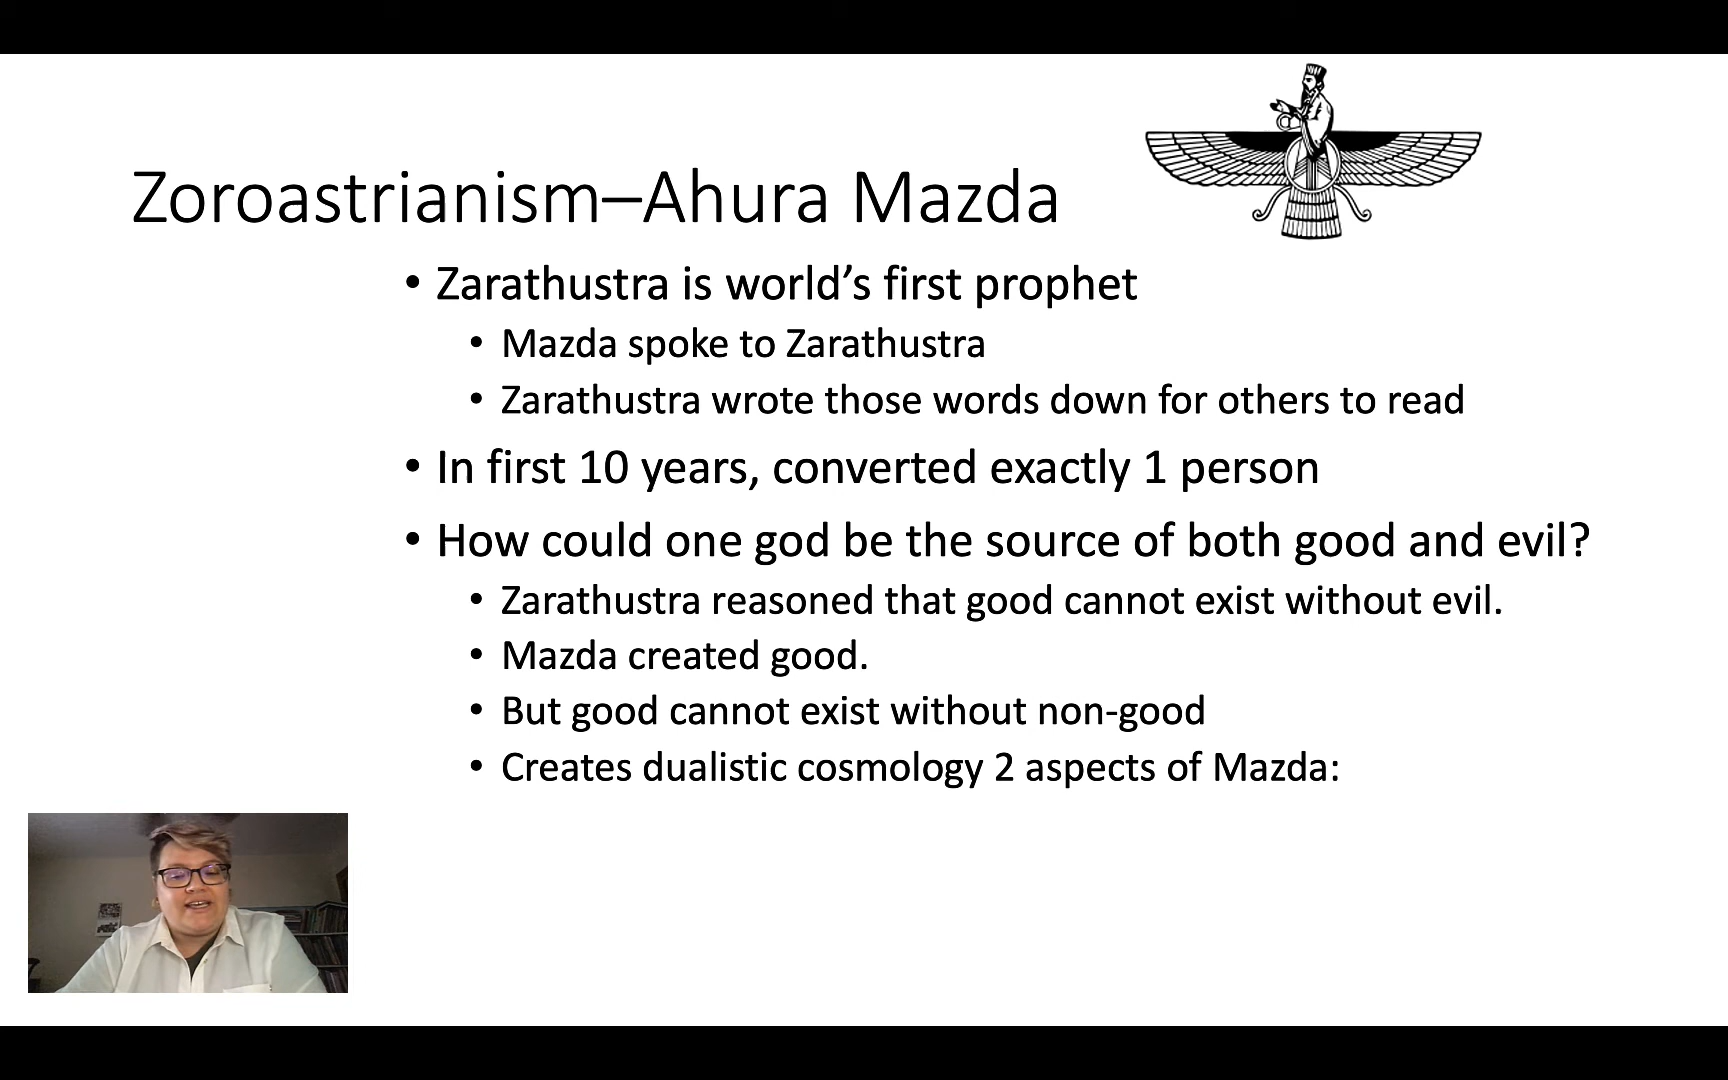 Zoroastrianism–Ahura Mazda
• Zarathustra is world’s first prophet
• Mazda spoke to Zarathustra
• Zarathustra wrote those words down for others to read
• In first 10 years, converted exactly 1 person
• How could one god be the source of both good and evil?
• Zarathustra reasoned that good cannot exist without evil.
• Mazda created good.
• But good cannot exist without non-good
• Creates dualistic cosmology 2 aspects of Mazda: